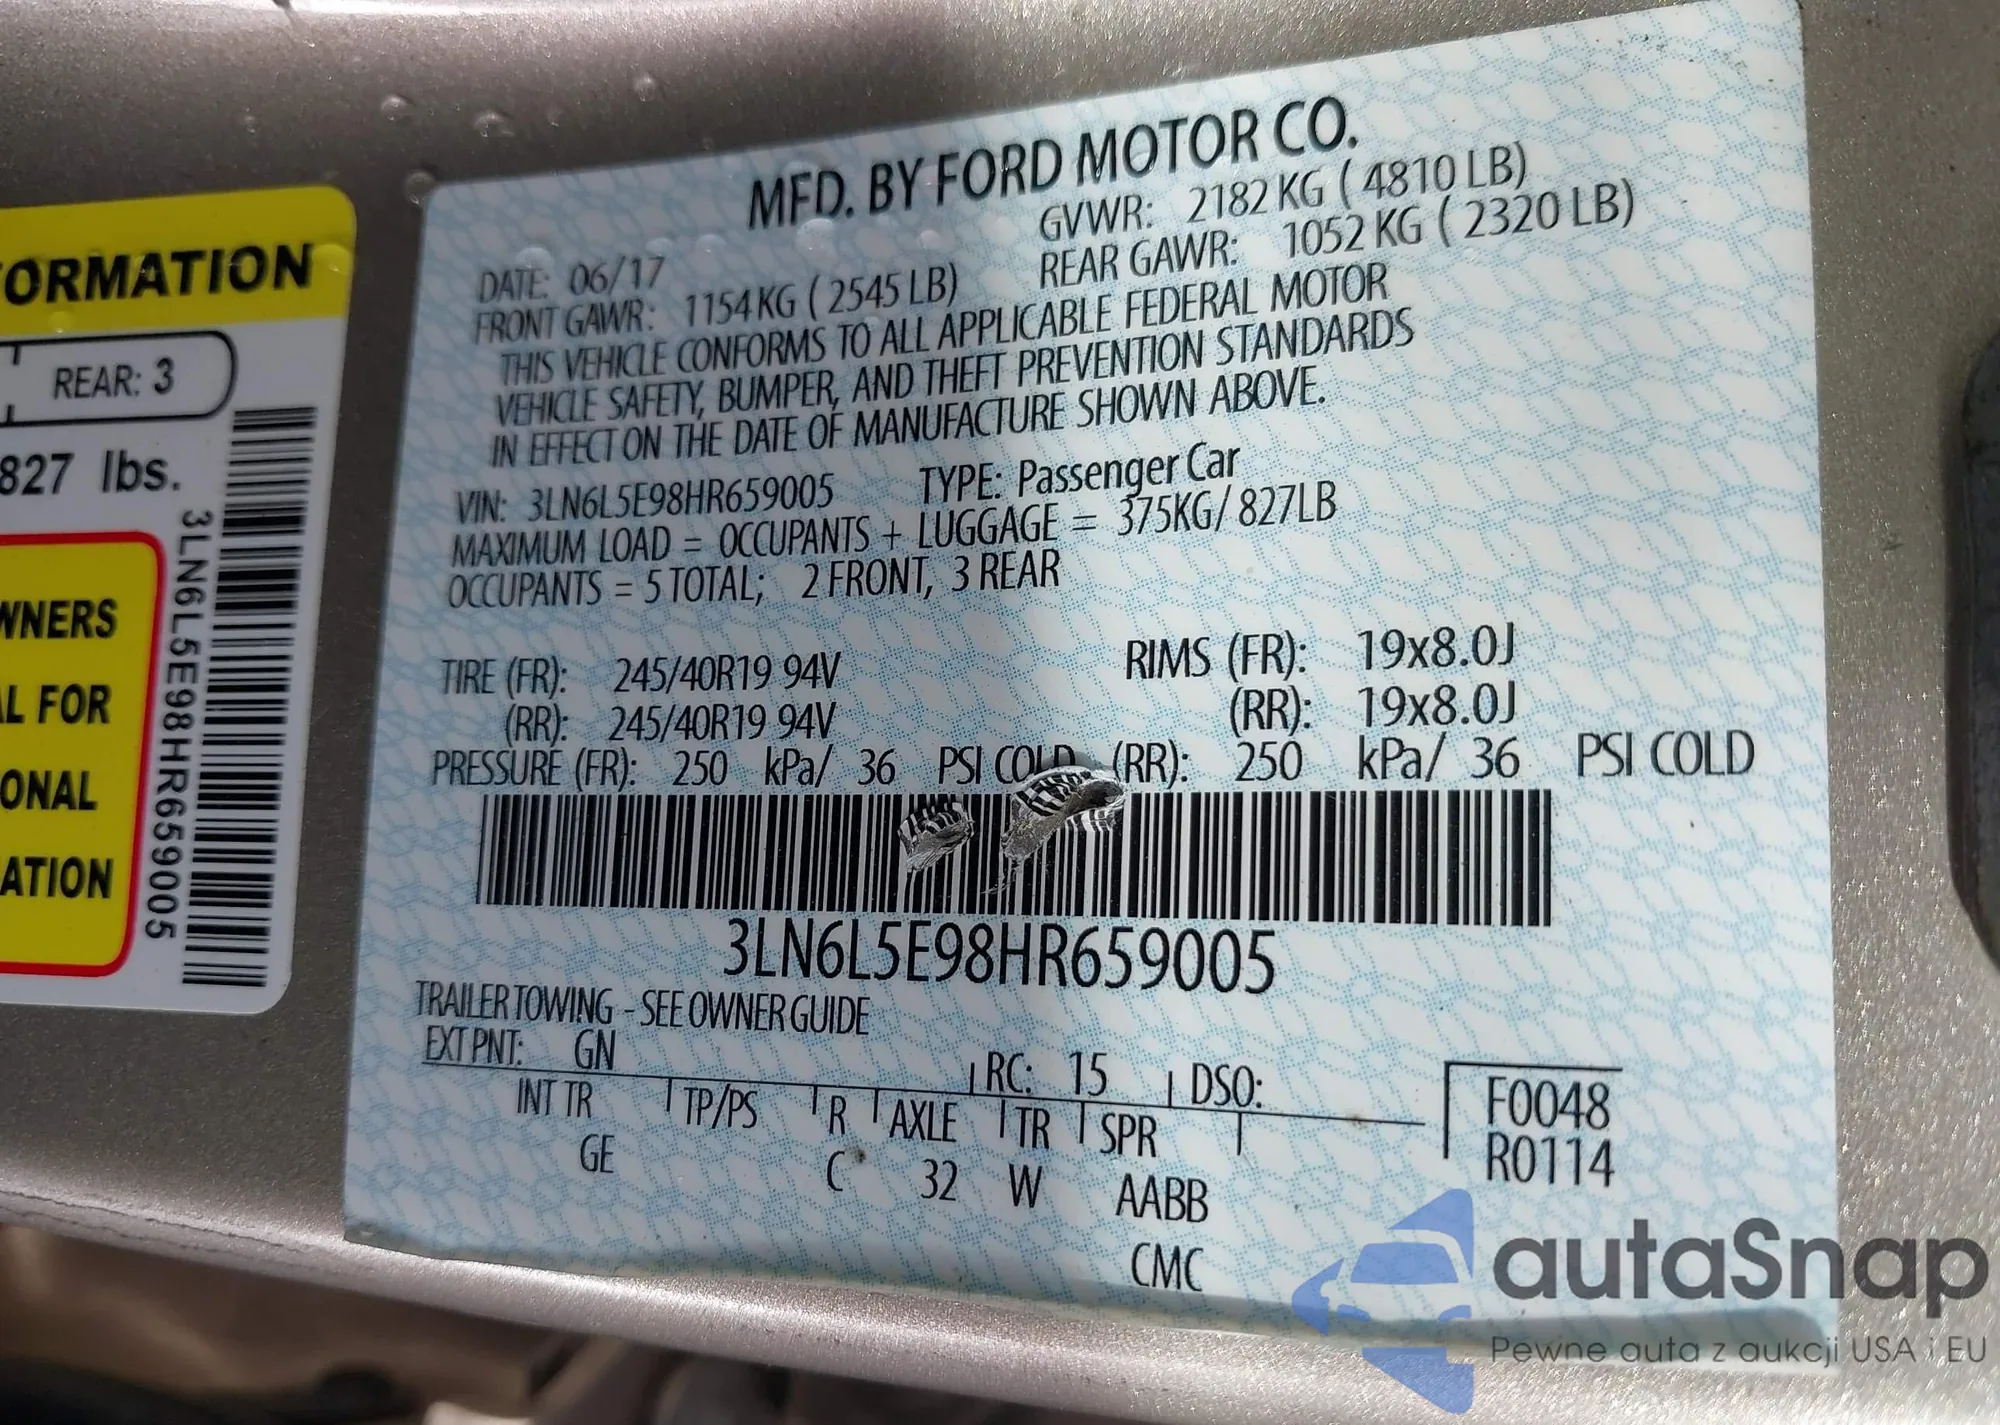 FORMATION
REAR: 3
827 lbs.
WNERS
AL FOR
ONAL
ATION
3LN6L5E98HR659005
MFD. BY FORD MOTOR CO.
DATE: 06/17 GVWR: 2182 KG ( 4810 LB)
FRONT GAWR: 1154KG ( 2545 LB) REAR GAWR: 1052 KG ( 2320 LB)
THIS VEHICLE CONFORMS TO ALL APPLICABLE FEDERAL MOTOR
VEHICLE SAFETY, BUMPER, AND THEFT PREVENTION STANDARDS
IN EFFECT ON THE DATE OF MANUFACTURE SHOWN ABOVE.
VIN: 3LN6L5E98HR659005 TYPE: Passenger Car
MAXIMUM LOAD = OCCUPANTS + LUGGAGE = 375KG/ 827LB
OCCUPANTS = 5 TOTAL; 2 FRONT, 3 REAR
TIRE (FR): 245/40R19 94V RIMS (FR): 19x8.0J
(RR): 245/40R19 94V (RR): 19x8.0J
PRESSURE (FR): 250 kPa/ 36 PSI COLD (RR): 250 kPa/ 36 PSI COLD
3LN6L5E98HR659005
TRAILER TOWING - SEE OWNER GUIDE
EXT PNT: GN RC: 15 DSO:
INT TR TP/PS R AXLE TR SPR F0048
GE C 32 W AABB R0114
CMC
autaSnap
Pewne auta z aukcji USA i EU